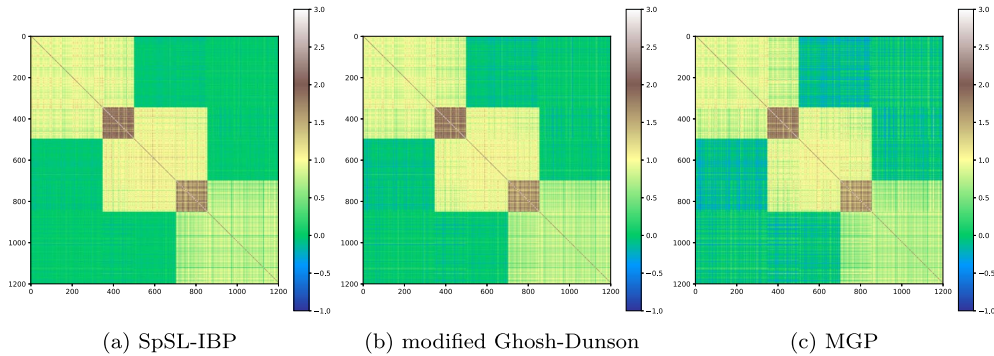 3.0 3.0 3.0
0 0 0
2.5 2.5 2.5
200 200 200
2.0 2.0 2.0
400 1.5 400 1.5 400 1.5
1.0 1.0 1.0
600 600 600
0.5 0.5 0.5
800 800 800
0.0 0.0 0.0
1000 1000 1000
−0.5 −0.5 −0.5
1200 1200 1200
0 200 400 600 800 1000 1200 0 200 400 600 800 1000 1200 0 200 400 600 800 1000 1200
−1.0 −1.0 −1.0
(a) SpSL-IBP (b) modified Ghosh-Dunson (c) MGP